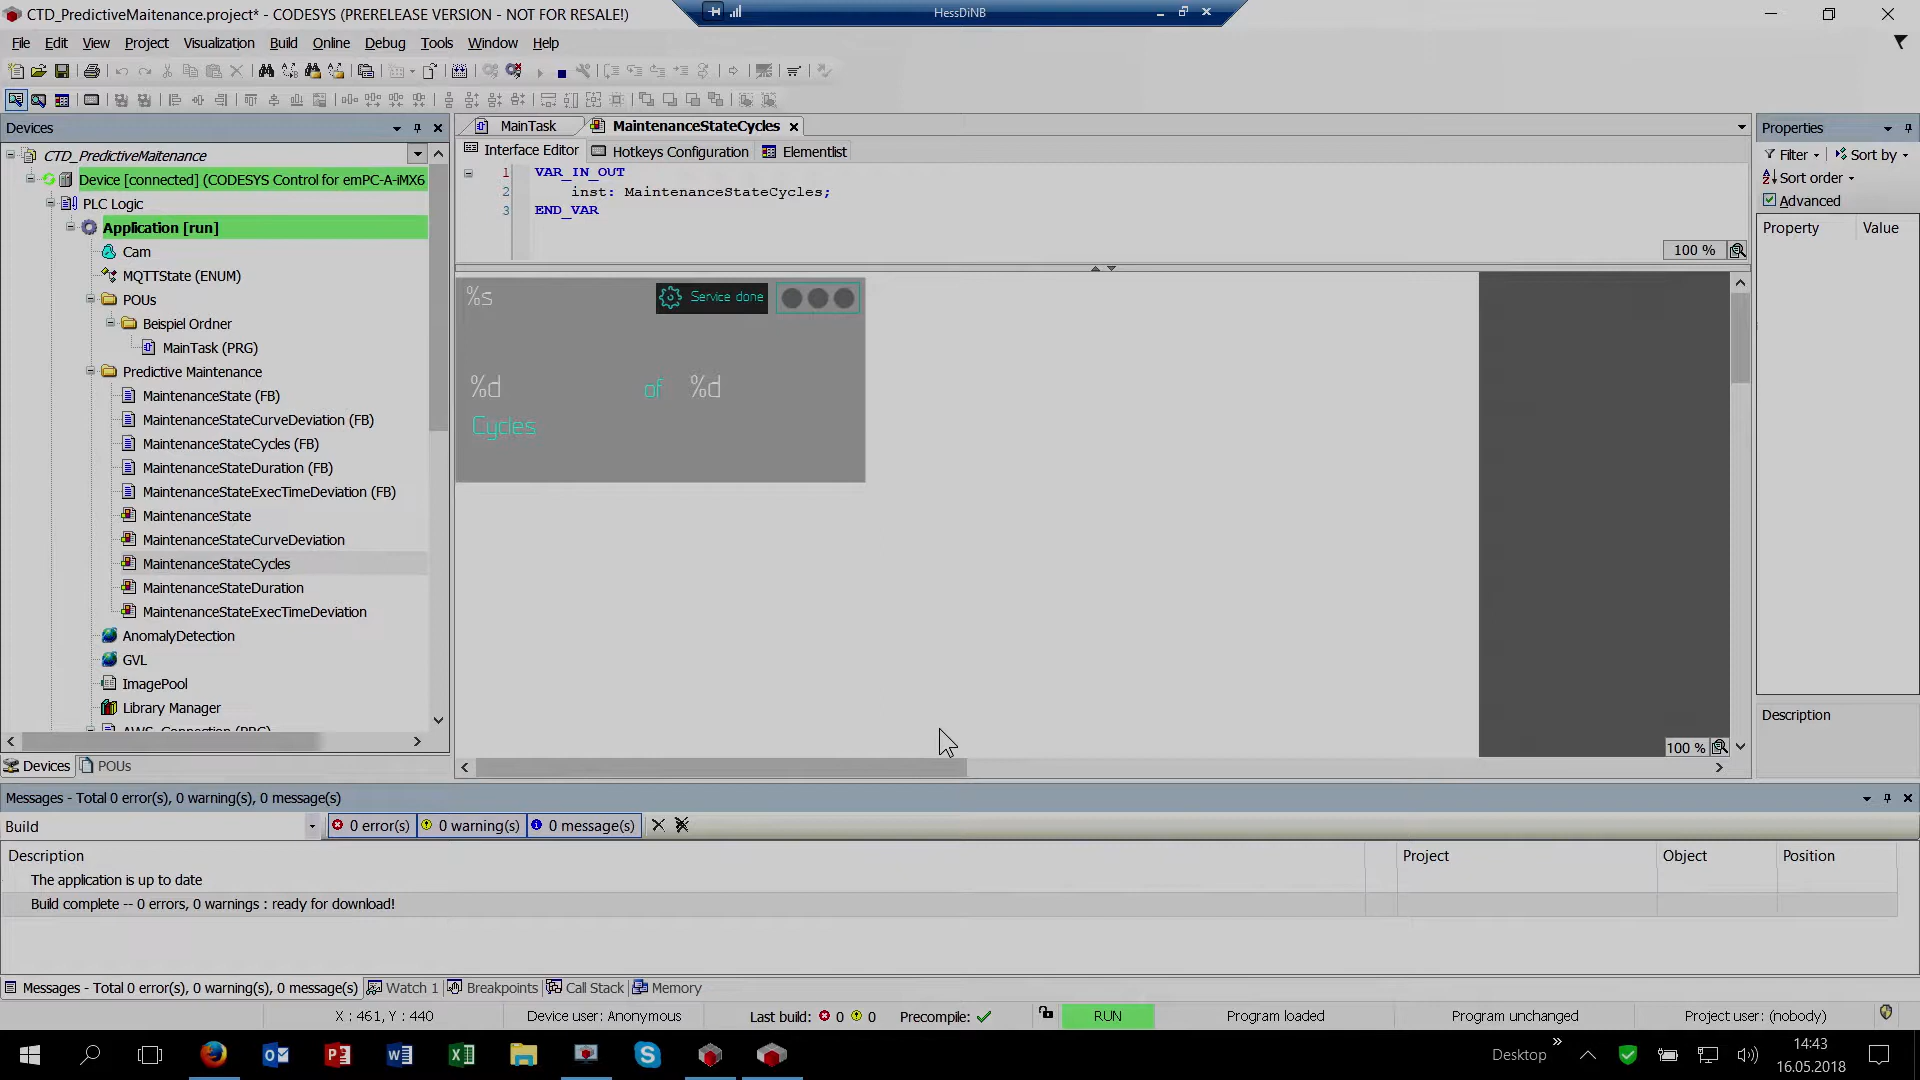 CTD_PredictiveMaitenance.project* - CODESYS (PRERELEASE VERSION - NOT FOR RESALE!)
HessDiNB
File Edit View Project Visualization Build Online Debug Tools Window Help
Devices
CTD_PredictiveMaitenance
Device [connected] (CODESYS Control for emPC-A-iMX6
PLC Logic
Application [run]
Cam
MQTTState (ENUM)
POUs
Beispiel Ordner
MainTask (PRG)
Predictive Maintenance
MaintenanceState (FB)
MaintenanceStateCurveDeviation (FB)
MaintenanceStateCycles (FB)
MaintenanceStateDuration (FB)
MaintenanceStateExecTimeDeviation (FB)
MaintenanceState
MaintenanceStateCurveDeviation
MaintenanceStateCycles
MaintenanceStateDuration
MaintenanceStateExecTimeDeviation
AnomalyDetection
GVL
ImagePool
Library Manager
AWS_Connection (PRG)
Devices POUs
MainTask MaintenanceStateCycles
Interface Editor Hotkeys Configuration Elementlist
1 VAR_IN_OUT
2 inst: MaintenanceStateCycles;
3 END_VAR
100 %
%s Service done
%d of %d
Cycles
100 %
Properties
Filter Sort by
Sort order
Advanced
Property Value
Description
Messages - Total 0 error(s), 0 warning(s), 0 message(s)
Build 0 error(s) 0 warning(s) 0 message(s)
Description Project Object Position
The application is up to date
Build complete -- 0 errors, 0 warnings : ready for download!
Messages - Total 0 error(s), 0 warning(s), 0 message(s) Watch 1 Breakpoints Call Stack Memory
X : 461, Y : 440 Device user: Anonymous Last build: 0 0 Precompile: RUN Program loaded Program unchanged Project user: (nobody)
Desktop
14:43
16.05.2018